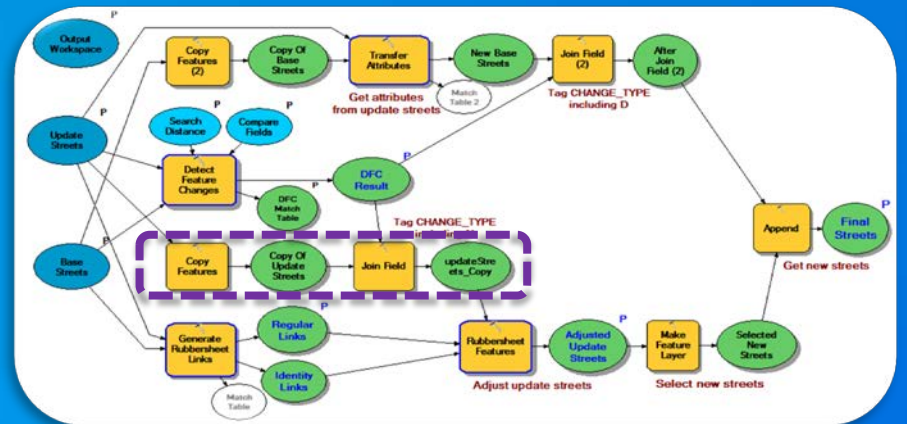 P
Output
Workspace
Copy
Features
(2)
Copy Of
Base
Streets
Transfer
Attributes
New Base
Streets
Join Field
(2)
After
Join
Field (2)
Match
Table 2
Get attributes
from update streets
Tag CHANGE_TYPE
including D
P
Update
Streets
P
Search
Distance
P
Compare
Fields
Detect
Feature
Changes
P
DFC
Result
P
DFC
Match
Table
Tag CHANGE_TYPE
P
Base
Streets
Copy
Features
Copy Of
Update
Streets
Join Field
updateStre
ets_Copy
Append
P
Final
Streets
Get new streets
Generate
Rubbersheet
Links
P
Regular
Links
Identity
Links
Match
Table
Rubbersheet
Features
P
Adjusted
Update
Streets
Make
Feature
Layer
Selected
New
Streets
Adjust update streets
Select new streets